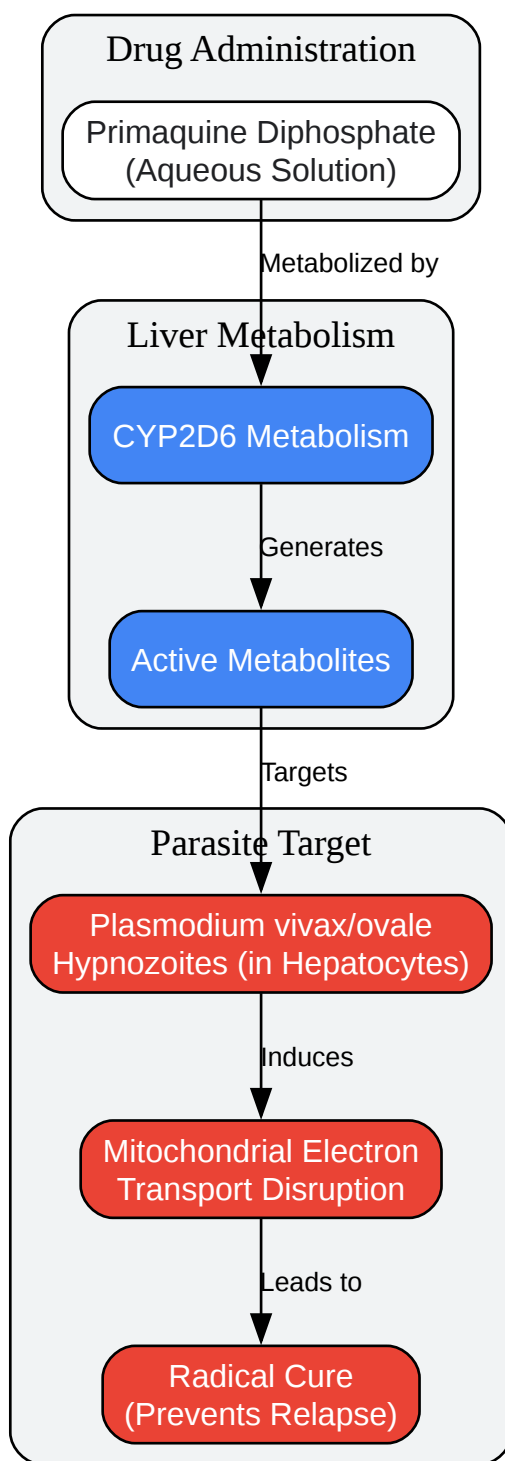 Drug Administration
Primaquine Diphosphate
(Aqueous Solution)
Metabolized by
Liver Metabolism
CYP2D6 Metabolism
Generates
Active Metabolites
Targets
Parasite Target
Plasmodium vivax/ovale
Hypnozoites (in Hepatocytes)
Induces
Mitochondrial Electron
Transport Disruption
Leads to
Radical Cure
(Prevents Relapse)